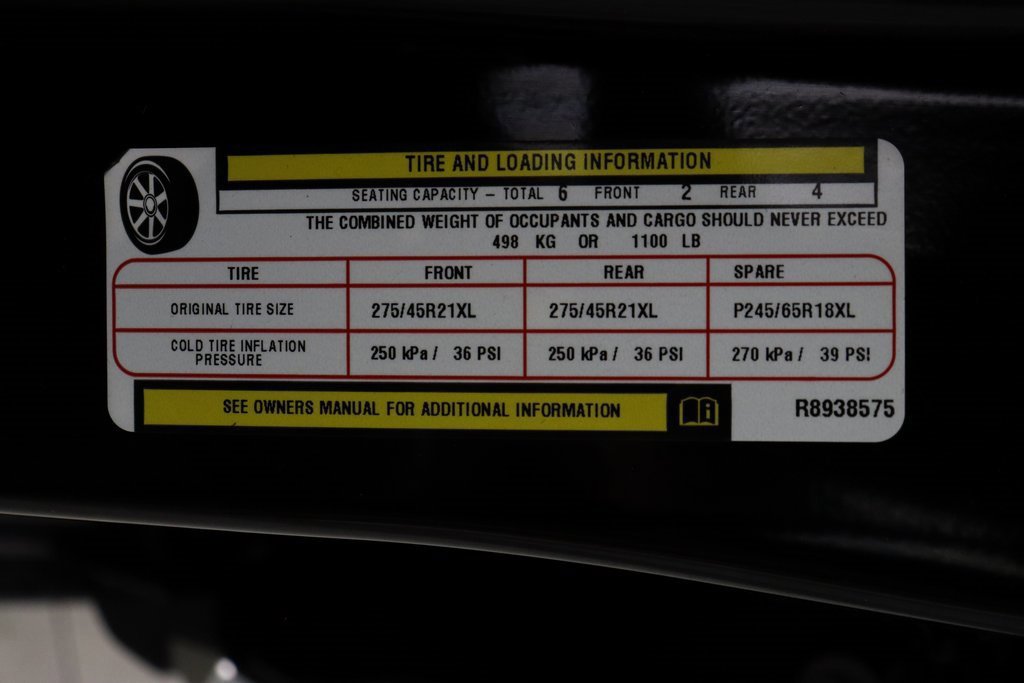 TIRE AND LOADING INFORMATION
SEATING CAPACITY – TOTAL 6 FRONT 2 REAR 4
THE COMBINED WEIGHT OF OCCUPANTS AND CARGO SHOULD NEVER EXCEED
498 KG OR 1100 LB
TIRE FRONT REAR SPARE
ORIGINAL TIRE SIZE 275/45R21XL 275/45R21XL P245/65R18XL
COLD TIRE INFLATION
PRESSURE 250 kPa / 36 PSI 250 kPa / 36 PSI 270 kPa / 39 PSI
SEE OWNERS MANUAL FOR ADDITIONAL INFORMATION
R8938575